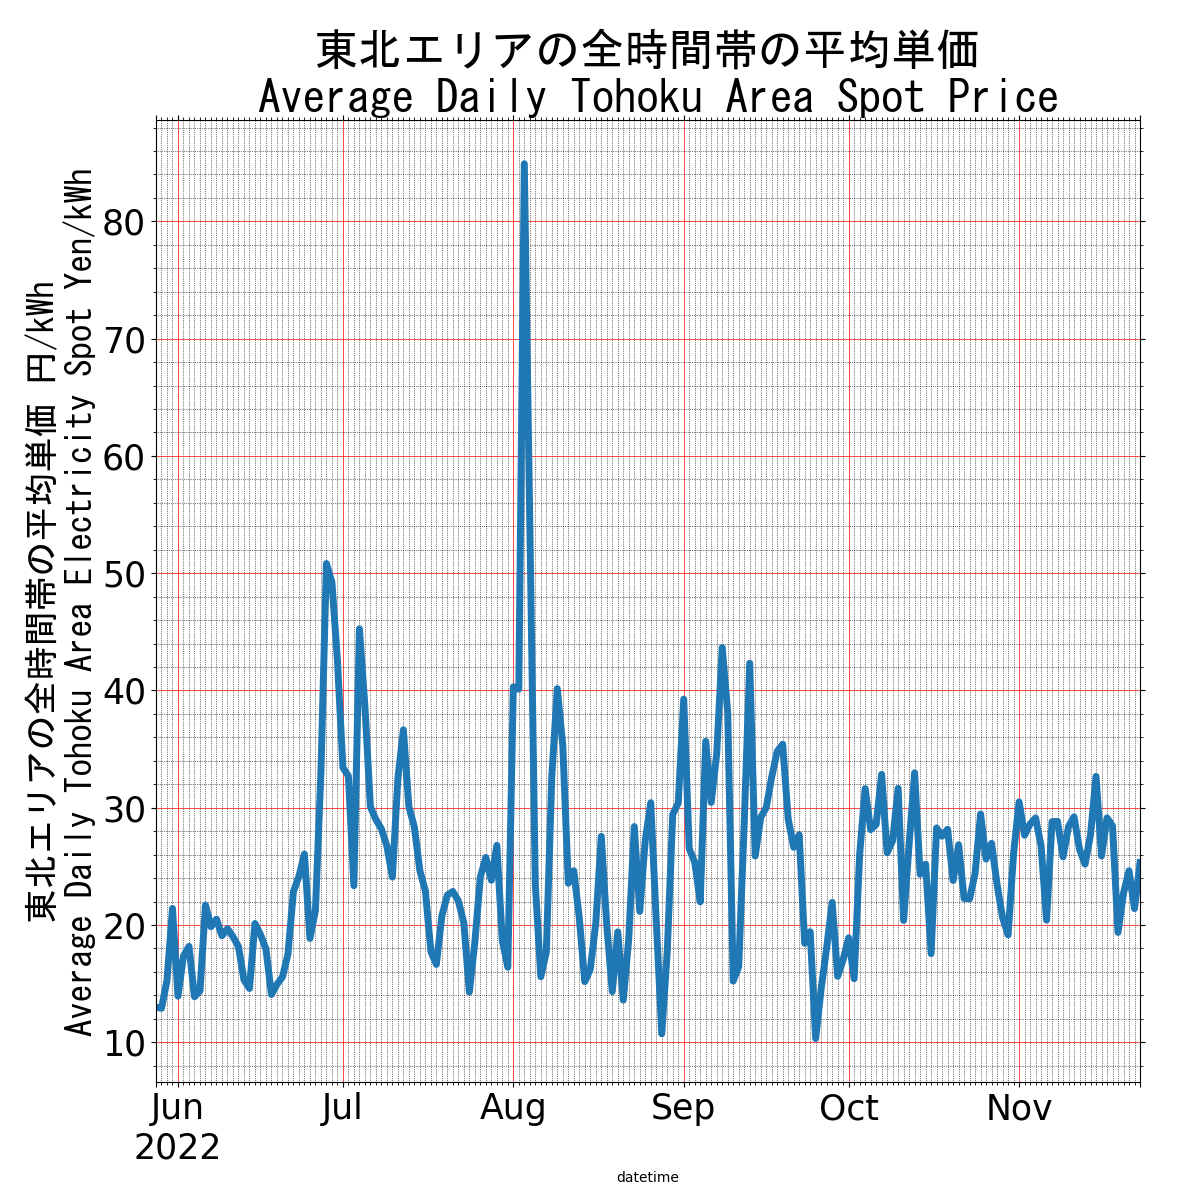 東北エリアの全時間帯の平均単価
Average Daily Tohoku Area Spot Price
東北エリアの全時間帯の平均単価 円/kWh
Average Daily Tohoku Area Electricity Spot Yen/kWh
80
70
60
50
40
30
20
10
Jun
2022
Jul
Aug
Sep
Oct
Nov
datetime